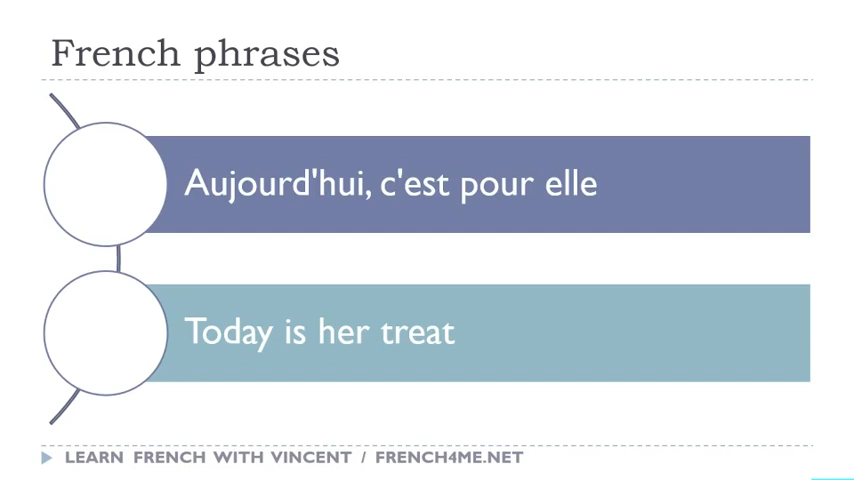 French phrases
Aujourd'hui, c'est pour elle
Today is her treat
LEARN FRENCH WITH VINCENT / FRENCH4ME.NET